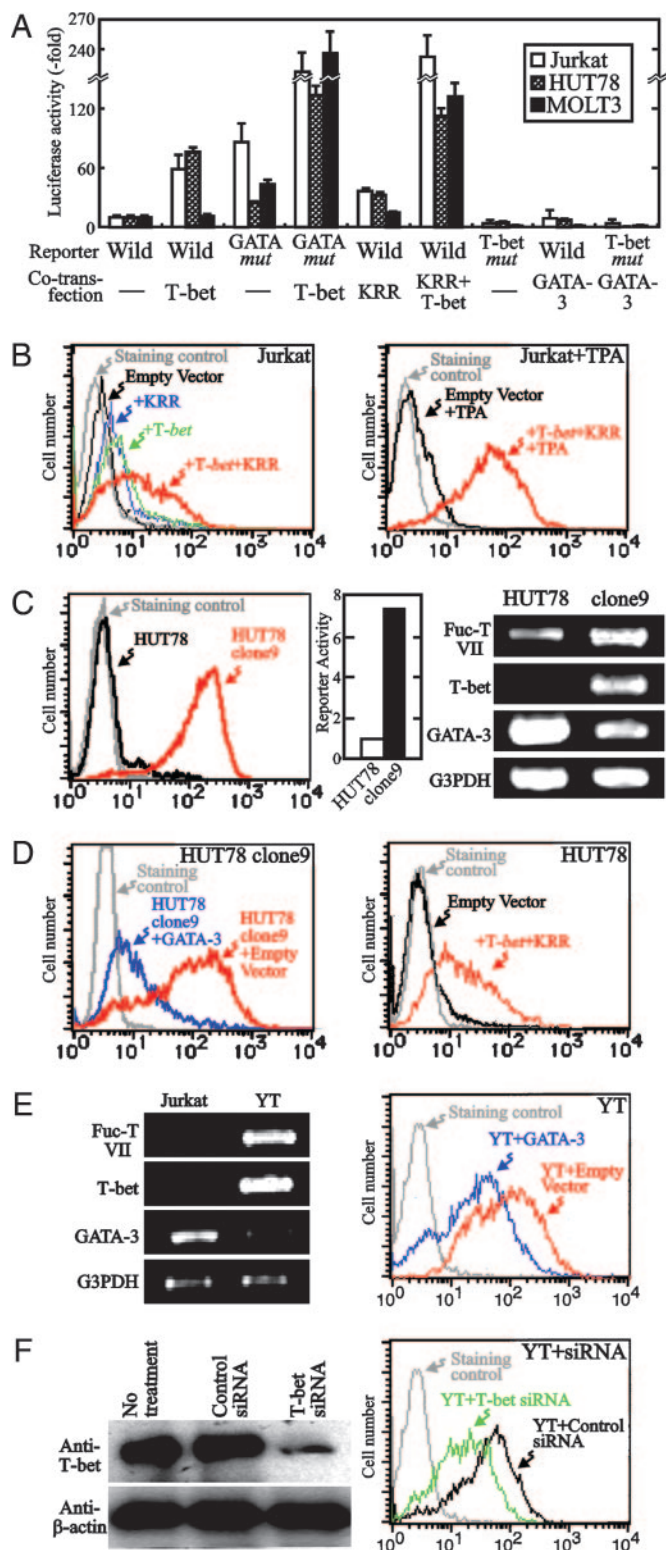 A
Luciferase activity (-fold)
270
240
120
60
0
Jurkat
HUT78
MOLT3
Reporter Wild Wild GATA mut GATA mut Wild Wild T-bet mut Wild T-bet mut
Co-transfection — T-bet — T-bet KRR KRR+ T-bet — GATA-3 GATA-3
B
Cell number
Staining control
Jurkat
Empty Vector
+KRR
+T-bet
+T-bet+KRR
10⁰ 10¹ 10² 10³ 10⁴
Cell number
Jurkat+TPA
Staining control
Empty Vector +TPA
+T-bet+KRR +TPA
10⁰ 10¹ 10² 10³ 10⁴
C
Cell number
Staining control
HUT78
HUT78 clone9
10⁰ 10¹ 10² 10³ 10⁴
Reporter Activity
8
6
4
2
0
HUT78
clone9
HUT78 clone9
Fuc-T VII
T-bet
GATA-3
G3PDH
D
Cell number
HUT78 clone9
Staining control
HUT78 clone9 +GATA-3
HUT78 clone9 +Empty Vector
10⁰ 10¹ 10² 10³ 10⁴
Cell number
HUT78
Staining control
Empty Vector
+T-bet+KRR
10⁰ 10¹ 10² 10³ 10⁴
E
Jurkat YT
Fuc-T VII
T-bet
GATA-3
G3PDH
Cell number
YT
Staining control
YT+GATA-3
YT+Empty Vector
10⁰ 10¹ 10² 10³ 10⁴
F
No treatment
Control siRNA
T-bet siRNA
Anti-T-bet
Anti-β-actin
Cell number
YT+siRNA
Staining control
YT+T-bet siRNA
YT+Control siRNA
10⁰ 10¹ 10² 10³ 10⁴